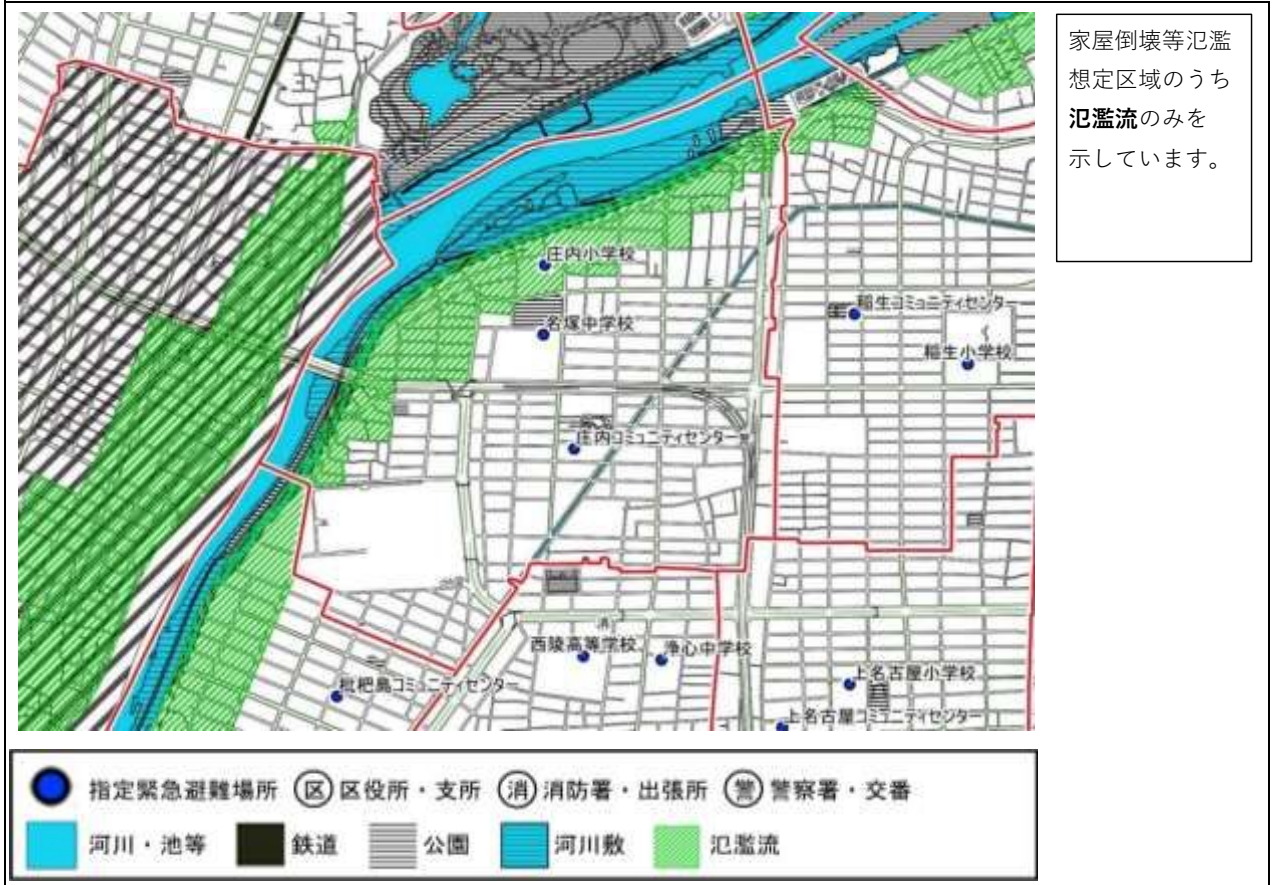 家屋倒壊等氾濫
想定区域のうち
氾濫流のみを
示しています。
庄内小学校
名塚中学校
稲生コミュニティセンター
稲生小学校
庄内コミュニティセンター
西陵高等学校
浄心中学校
枇杷島コミュニティセンター
上名古屋小学校
上名古屋コミュニティセンター
指定緊急避難場所 区 区役所・支所 消 消防署・出張所 警 警察署・交番
河川・池等 鉄道 公園 河川敷 氾濫流